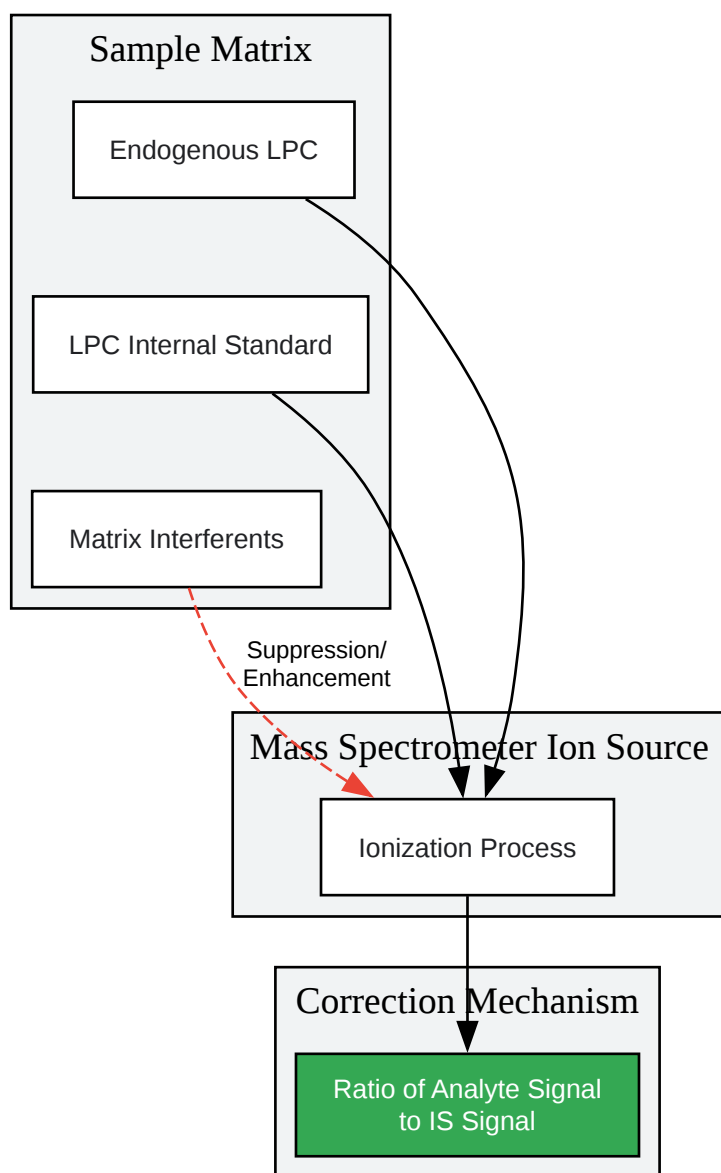 Sample Matrix
Endogenous LPC
LPC Internal Standard
Matrix Interferents
Suppression/
Enhancement
Mass Spectrometer Ion Source
Ionization Process
Correction Mechanism
Ratio of Analyte Signal
to IS Signal